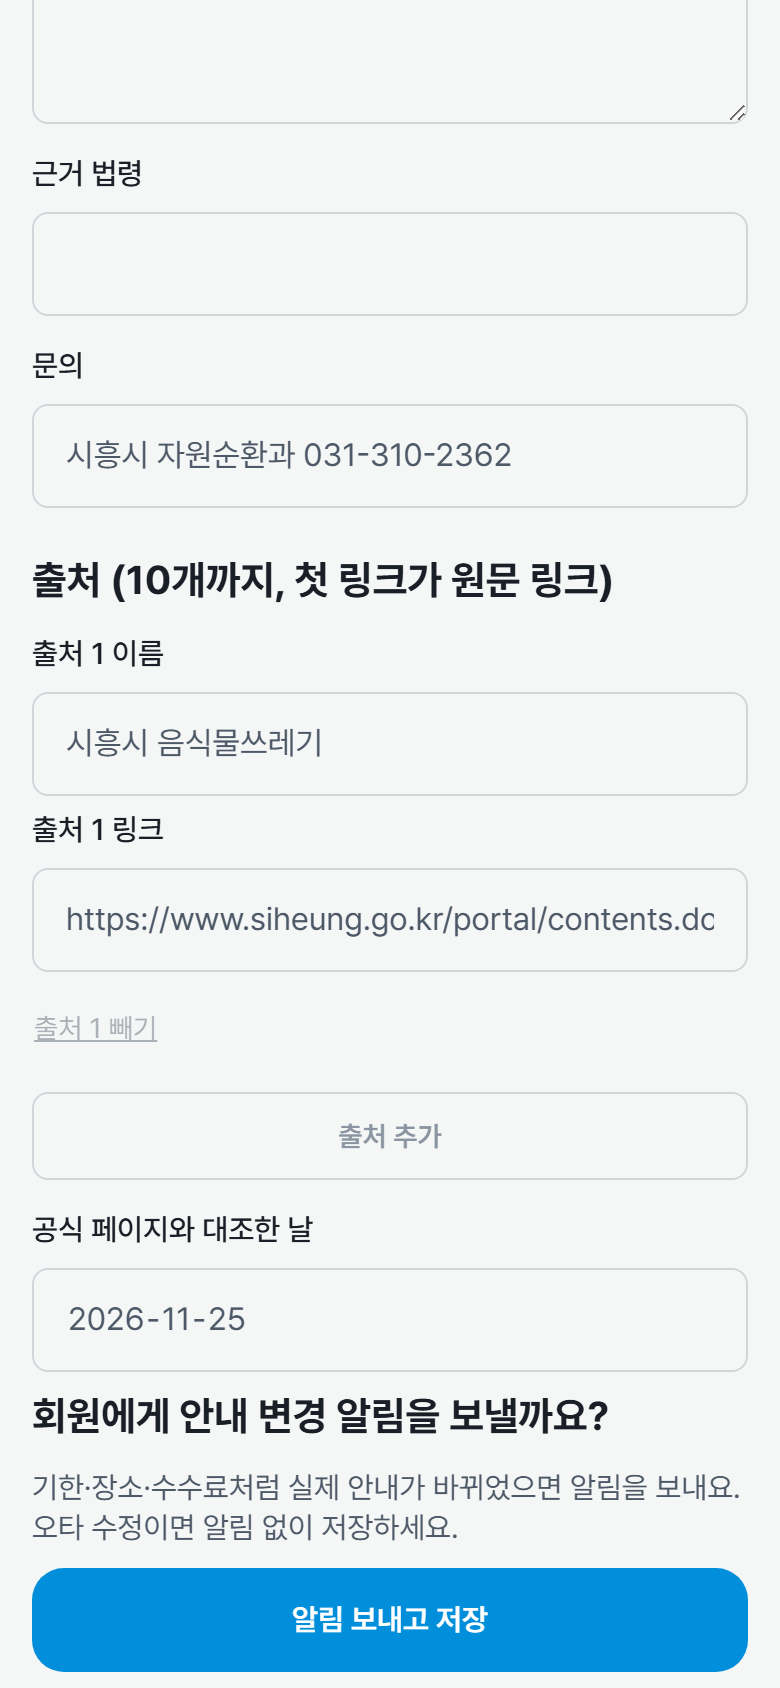 근거 법령
문의
시흥시 자원순환과 031-310-2362
출처 (10개까지, 첫 링크가 원문 링크)
출처 1 이름
시흥시 음식물쓰레기
출처 1 링크
https://www.siheung.go.kr/portal/contents.do
출처 1 빼기
출처 추가
공식 페이지와 대조한 날
2026-11-25
회원에게 안내 변경 알림을 보낼까요?
기한·장소·수수료처럼 실제 안내가 바뀌었으면 알림을 보내요.
오타 수정이면 알림 없이 저장하세요.
알림 보내고 저장